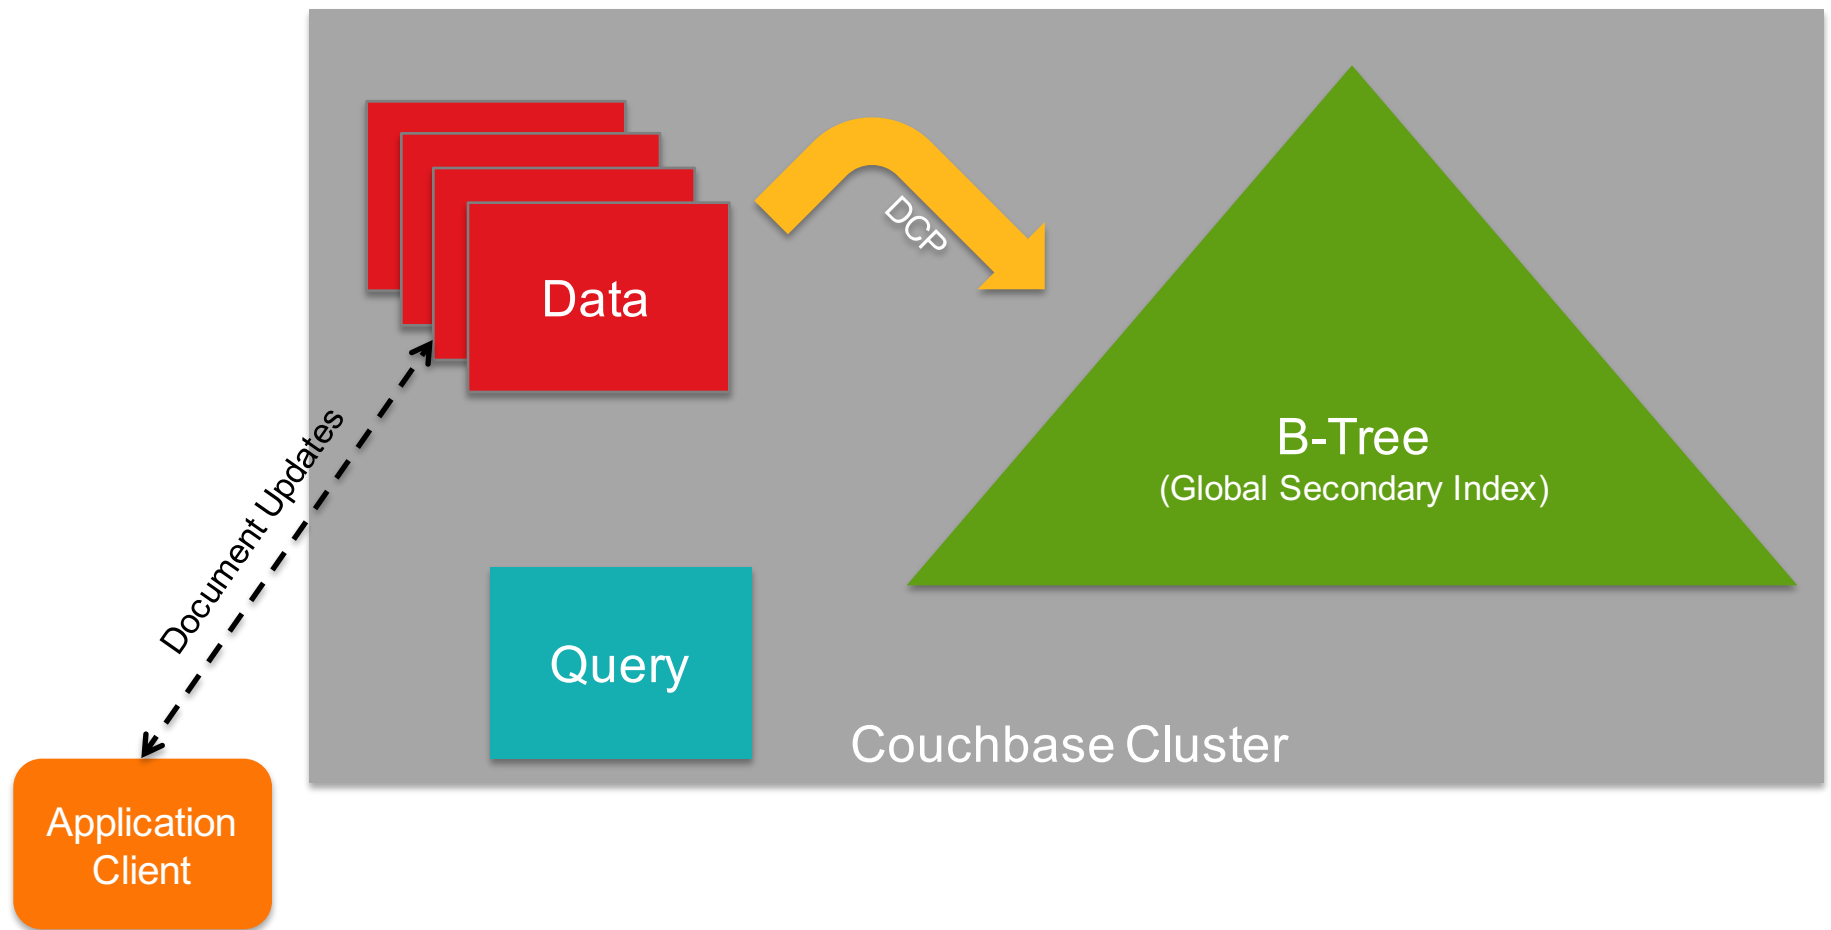 Data
DCP
Document Updates
B-Tree
(Global Secondary Index)
Query
Couchbase Cluster
Application
Client